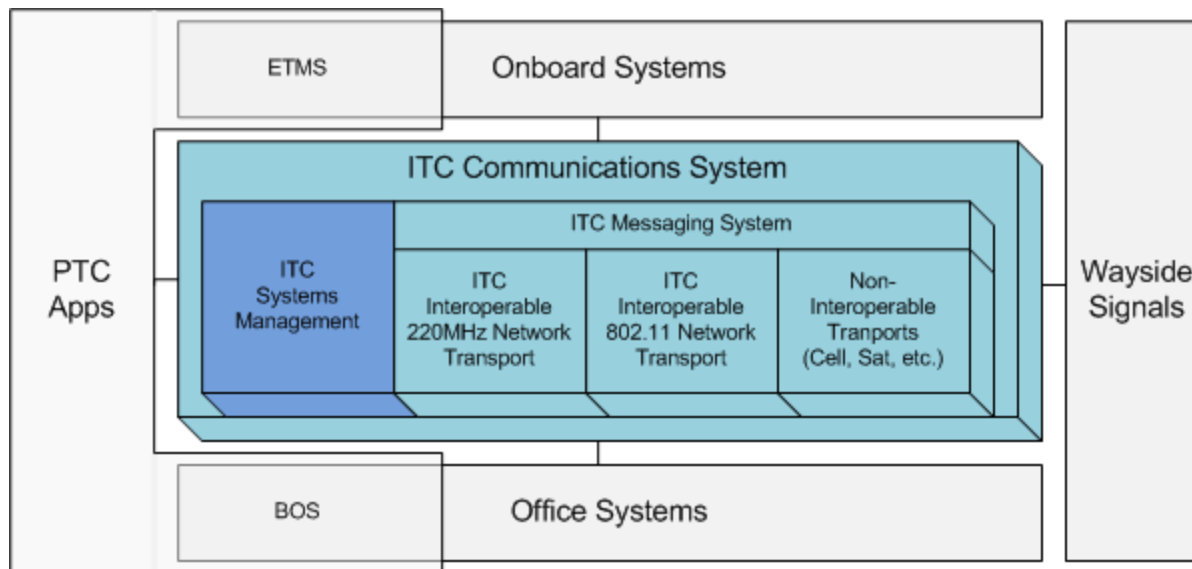 ETMS
Onboard Systems
ITC Communications System
ITC Messaging System
PTC
Apps
ITC
Systems
Management
ITC
Interoperable
220MHz Network
Transport
ITC
Interoperable
802.11 Network
Transport
Non-
Interoperable
Tranports
(Cell, Sat, etc.)
Wayside
Signals
BOS
Office Systems